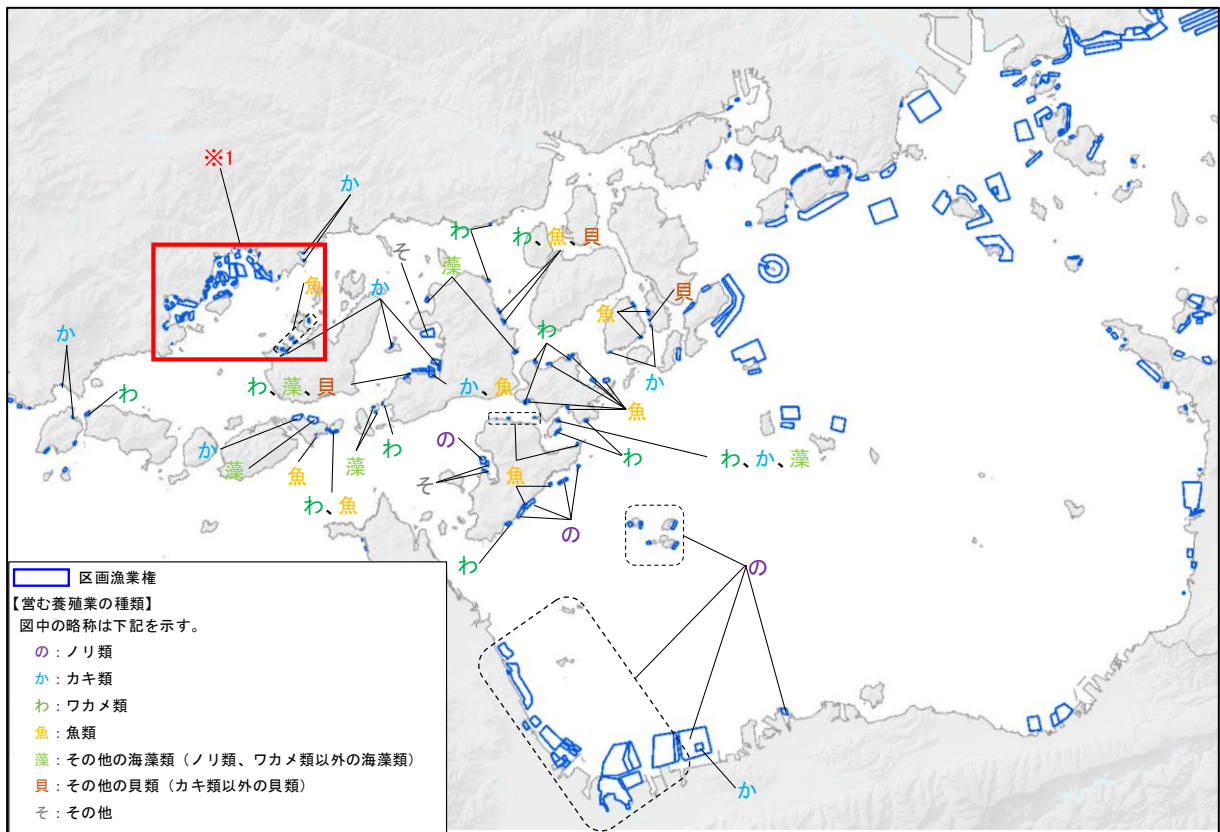 ※1
か
わ
わ、魚、貝
そ
藻
魚
か
貝
魚
か
わ
わ
わ、藻、貝
か、魚
か
魚
の
わ
か
藻
魚
藻
わ
魚
わ
わ、か、藻
そ
わ、魚
の
わ
の
か
区画漁業権
【営む養殖業の種類】
図中の略称は下記を示す。
の：ノリ類
か：カキ類
わ：ワカメ類
魚：魚類
藻：その他の海藻類（ノリ類、ワカメ類以外の海藻類）
貝：その他の貝類（カキ類以外の貝類）
そ：その他